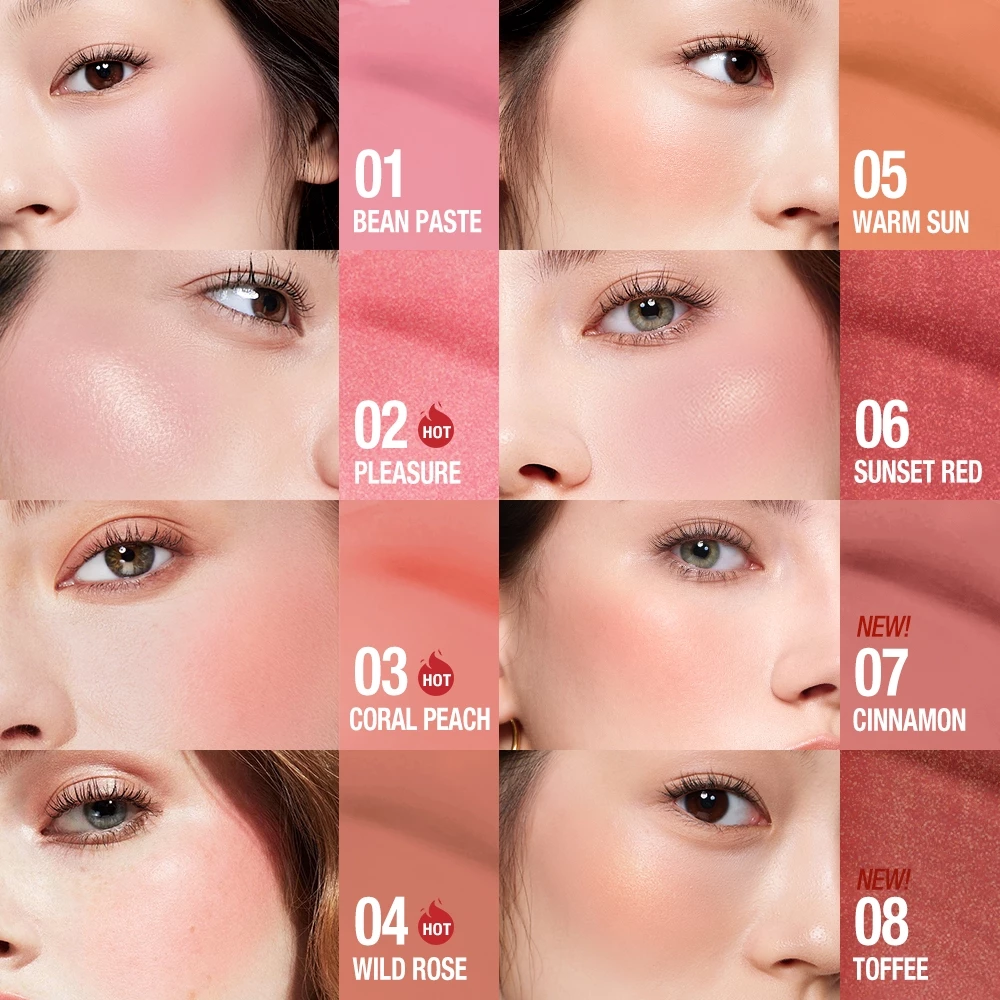 01
BEAN PASTE
05
WARM SUN
02 HOT
PLEASURE
06
SUNSET RED
03 HOT
CORAL PEACH
NEW!
07
CINNAMON
04 HOT
WILD ROSE
NEW!
08
TOFFEE